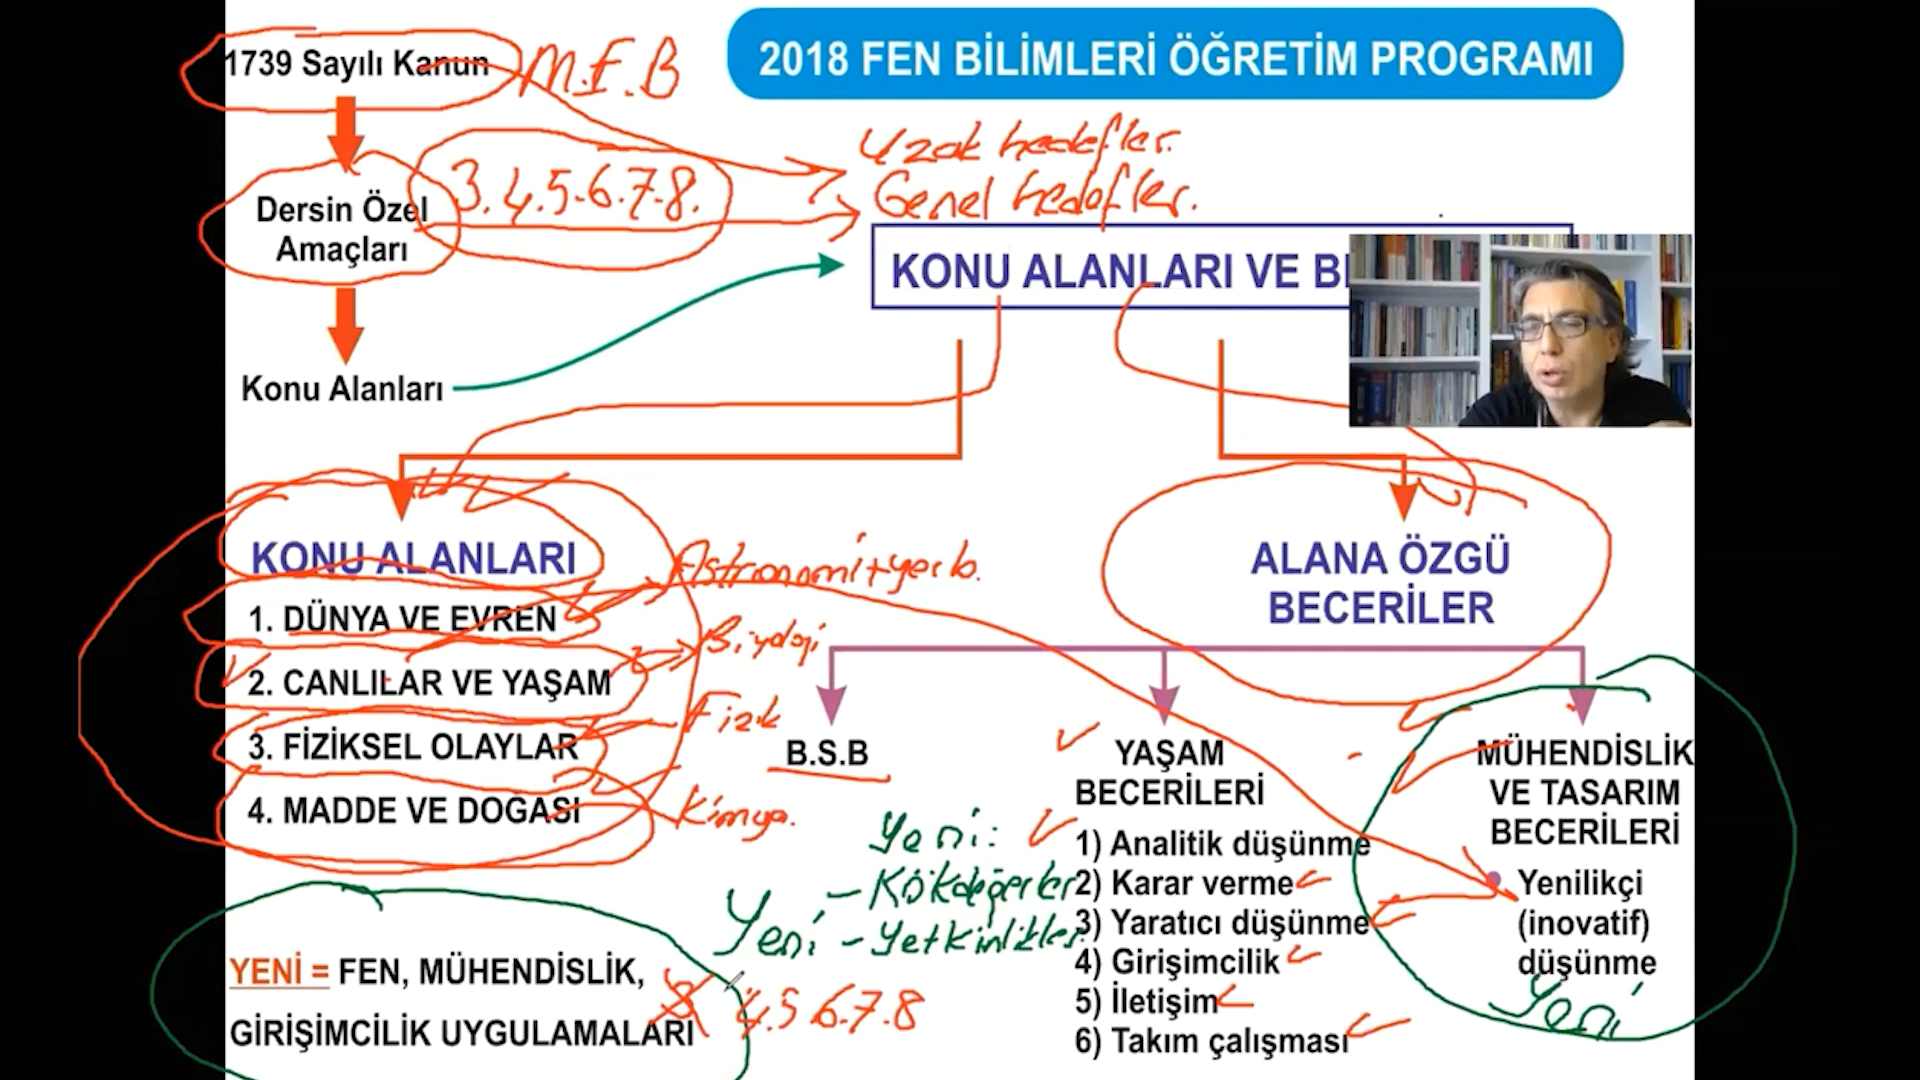 1739 Sayılı Kanun
M.F.B
2018 FEN BİLİMLERİ ÖĞRETİM PROGRAMI
Uzak hedefler.
Genel hedefler.
3.4.5.6.7.8.
Dersin Özel
Amaçları
KONU ALANLARI VE
Konu Alanları
KONU ALANLARI
1. DÜNYA VE EVREN
2. CANLILAR VE YAŞAM
3. FİZİKSEL OLAYLAR
4. MADDE VE DOĞASI
Astronomi+yer b.
Biyoloji
Fizik
Kimya.
ALANA ÖZGÜ
BECERİLER
B.S.B
YAŞAM
BECERİLERİ
1) Analitik düşünme
2) Karar verme
3) Yaratıcı düşünme
4) Girişimcilik
5) İletişim
6) Takım çalışması
MÜHENDİSLİK
VE TASARIM
BECERİLERİ
Yenilikçi
(inovatif)
düşünme
Yeni
Yeni:
- Kökdeğerler
Yeni - Yetkinlikler
YENİ = FEN, MÜHENDİSLİK,
GİRİŞİMCİLİK UYGULAMALARI
4.5.6.7.8